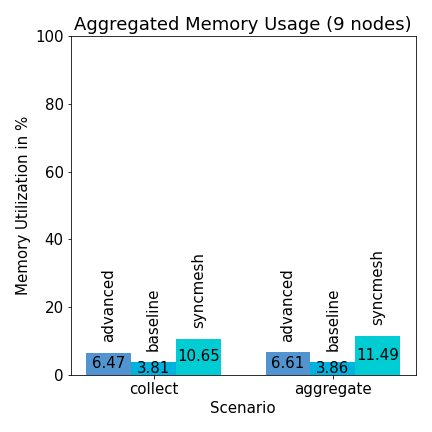 Aggregated Memory Usage (9 nodes)
Memory Utilization in %
100
80
60
40
20
0
advanced
baseline
syncmesh
advanced
baseline
syncmesh
6.47
3.81
10.65
6.61
3.86
11.49
collect
aggregate
Scenario